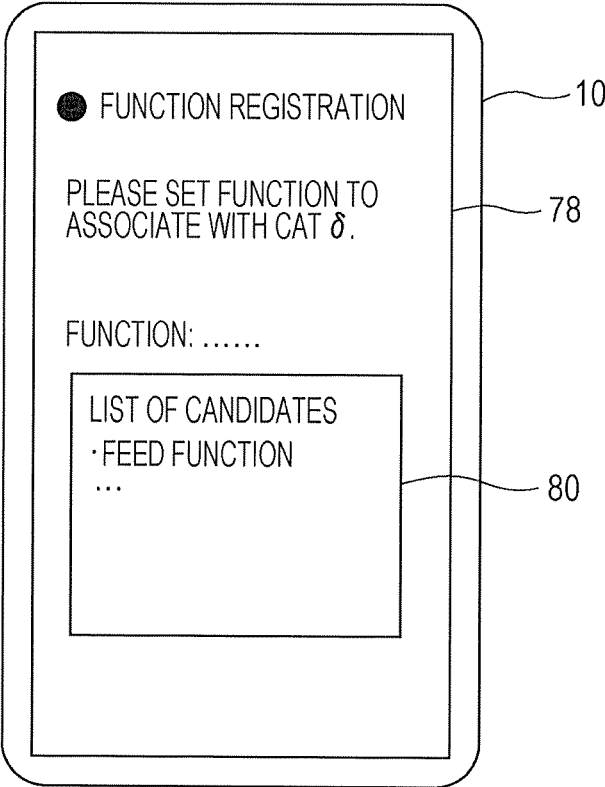 ● FUNCTION REGISTRATION
10
PLEASE SET FUNCTION TO
ASSOCIATE WITH CAT δ.
78
FUNCTION: ......
LIST OF CANDIDATES
·FEED FUNCTION
...
80